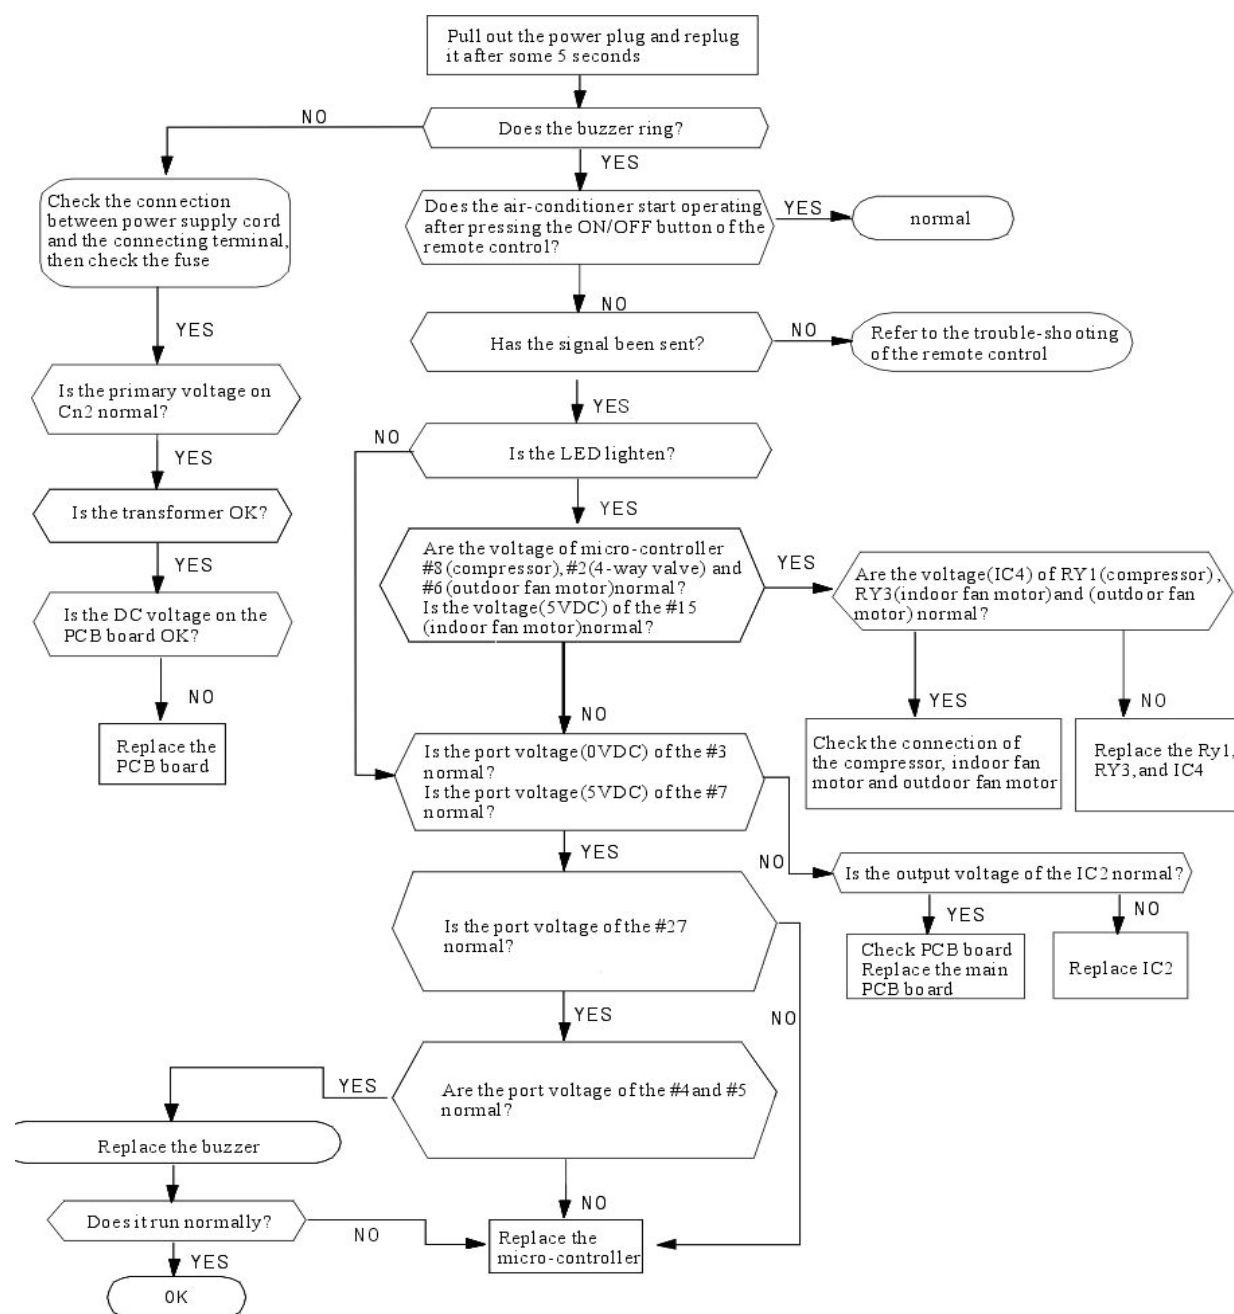 Pull out the power plug and replug
it after some 5 seconds
NO
Does the buzzer ring?
YES
Check the connection
between power supply cord
and the connecting terminal,
then check the fuse
Does the air-conditioner start operating
after pressing the ON/OFF button of the
remote control?
YES
normal
NO
YES
Has the signal been sent?
NO
Refer to the trouble-shooting
of the remote control
Is the primary voltage on
Cn2 normal?
YES
NO
Is the LED lighten?
YES
Is the transformer OK?
YES
Are the voltage of micro-controller
#8(compressor),#2(4-way valve) and
#6(outdoor fan motor)normal?
Is the voltage(5VDC) of the #15
(indoor fan motor)normal?
YES
Are the voltage(IC4) of RY1(compressor),
RY3(indoor fan motor)and (outdoor fan
motor) normal?
YES
Is the DC voltage on the
PCB board OK?
NO
Replace the
PCB board
NO
YES
NO
Check the connection of
the compressor, indoor fan
motor and outdoor fan motor
Replace the Ry1,
RY3,and IC4
Is the port voltage(0VDC) of the #3
normal?
Is the port voltage(5VDC) of the #7
normal?
YES
NO
Is the output voltage of the IC2 normal?
YES
NO
Check PCB board
Replace the main
PCB board
Replace IC2
Is the port voltage of the #27
normal?
YES
NO
Are the port voltage of the #4and #5
normal?
YES
Replace the buzzer
NO
Does it run normally?
NO
Replace the
micro-controller
YES
OK